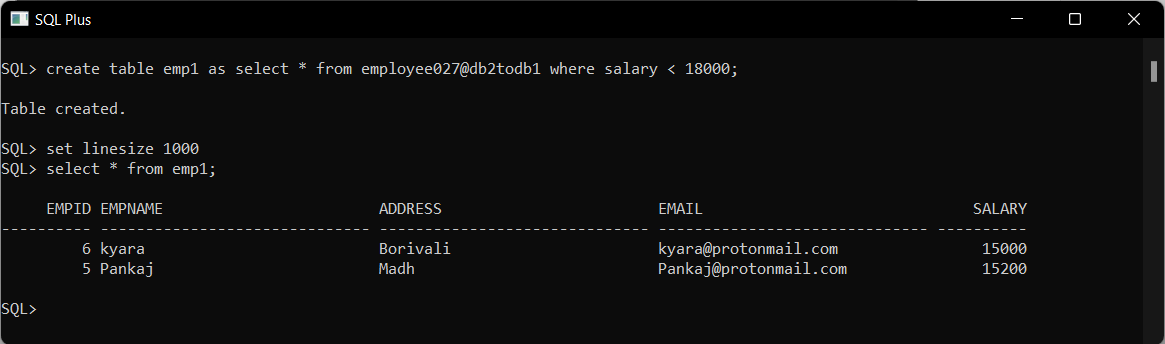 SQL Plus
SQL> create table emp1 as select * from employee027@db2todb1 where salary < 18000;
Table created.
SQL> set linesize 1000
SQL> select * from emp1;
     EMPID EMPNAME                        ADDRESS                        EMAIL                              SALARY
---------- ------------------------------ ------------------------------ ------------------------------ ----------
         6 kyara                          Borivali                       kyara@protonmail.com                15000
         5 Pankaj                         Madh                           Pankaj@protonmail.com               15200
SQL>